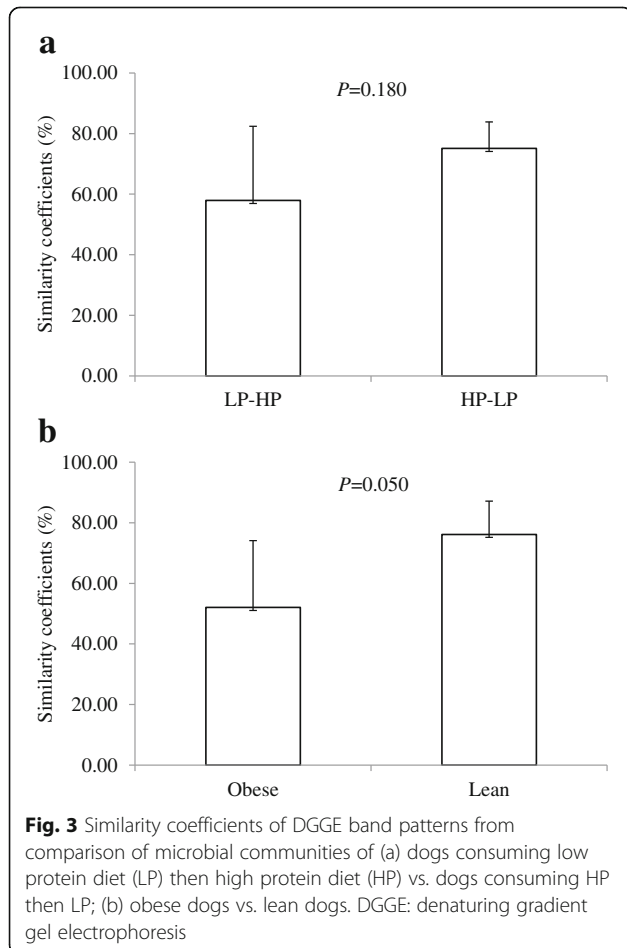 a
100.00
P=0.180
80.00
60.00
40.00
20.00
0.00
Similarity coefficients (%)
LP-HP HP-LP
b
100.00
P=0.050
80.00
60.00
40.00
20.00
0.00
Similarity coefficients (%)
Obese Lean
Fig. 3 Similarity coefficients of DGGE band patterns from
comparison of microbial communities of (a) dogs consuming low
protein diet (LP) then high protein diet (HP) vs. dogs consuming HP
then LP; (b) obese dogs vs. lean dogs. DGGE: denaturing gradient
gel electrophoresis